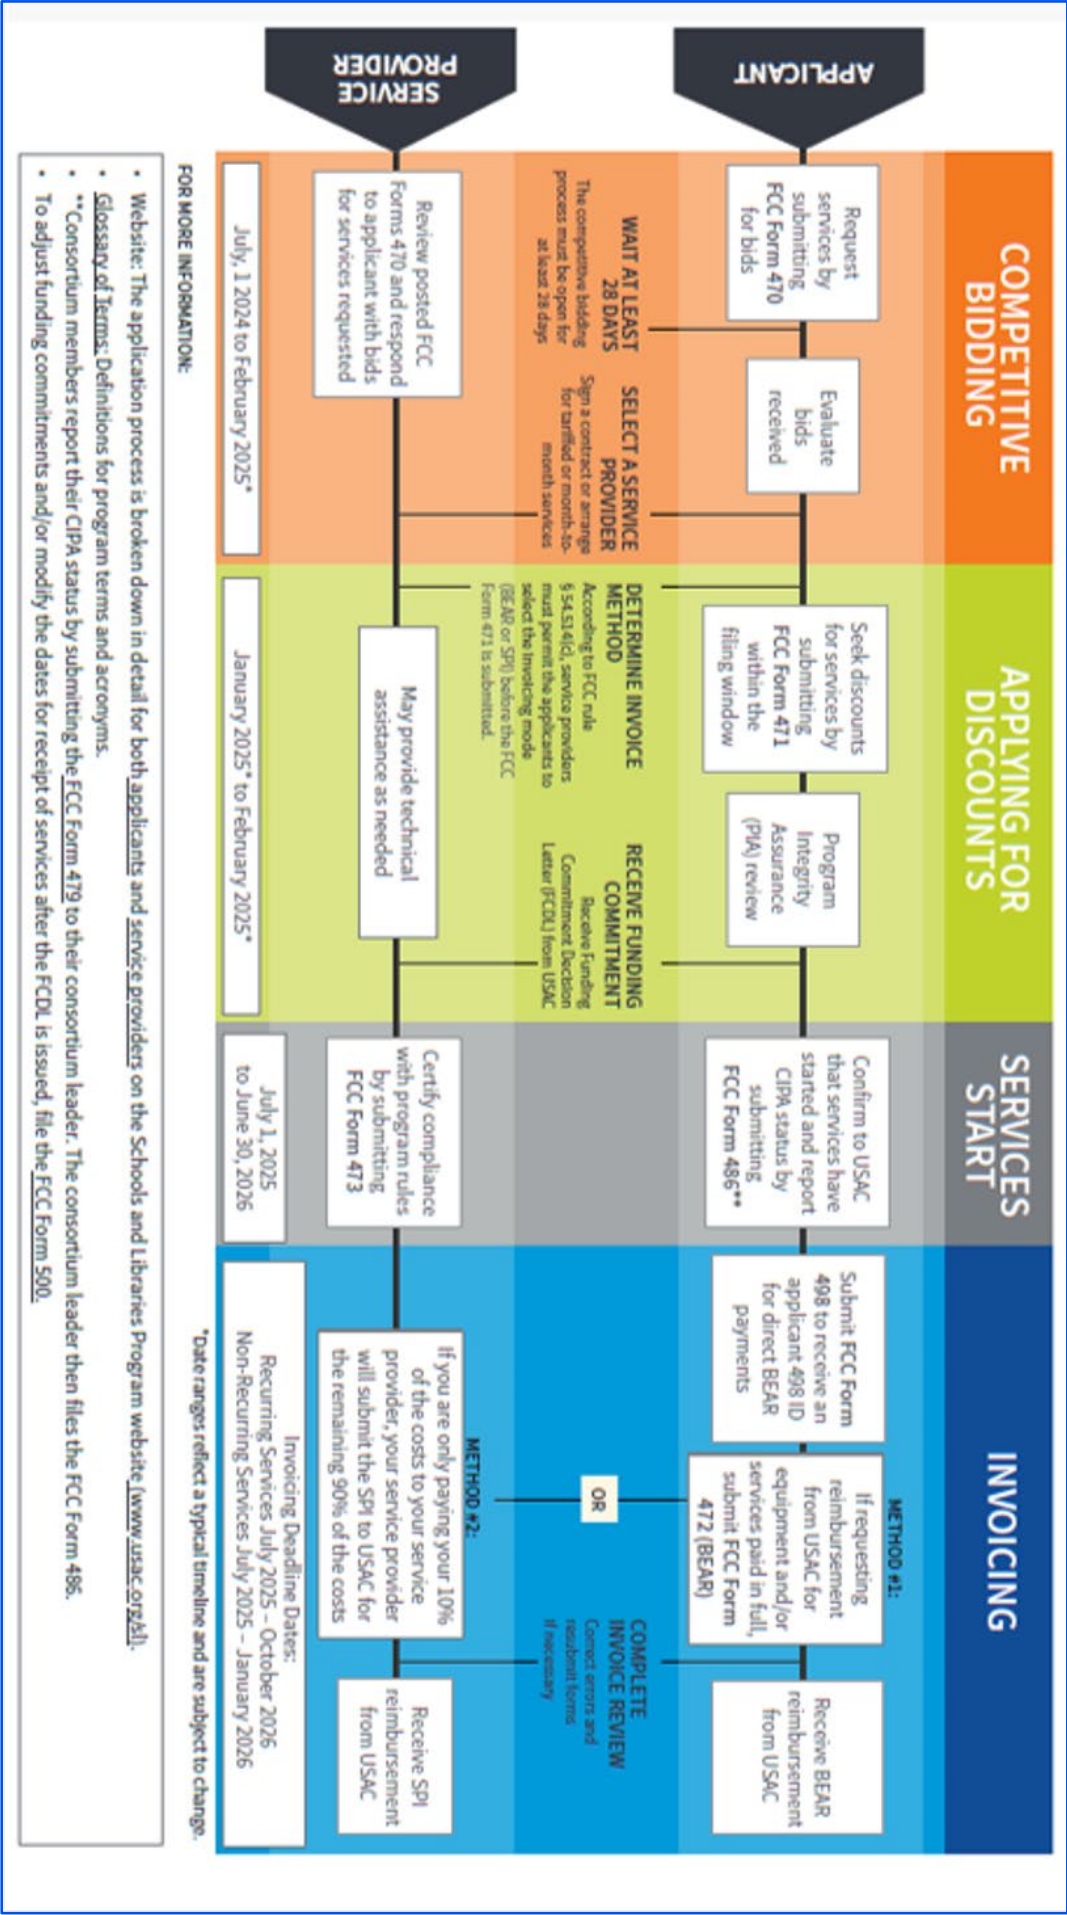 COMPETITIVE
BIDDING
APPLYING FOR
DISCOUNTS
SERVICES
START
INVOICING
APPLICANT
Request
services by
submitting
FCC Form 470
for bids
Evaluate
bids
received
Seek discounts
for services by
submitting
FCC Form 471
within the
filing window
Program
Integrity
Assurance
(PIA) review
Confirm to USAC
that services have
started and report
CIPA status by
submitting
FCC Form 486**
Submit FCC Form
498 to receive an
applicant 498 ID
for direct BEAR
payments
METHOD #1:
If requesting
reimbursement
from USAC for
equipment and/or
services paid in full,
submit FCC Form
472 (BEAR)
Receive BEAR
reimbursement
from USAC
WAIT AT LEAST
28 DAYS
The competitive bidding
process must be open for
at least 28 days
SELECT A SERVICE
PROVIDER
Sign a contract or arrange
for tariffed or month-to-
month services
DETERMINE INVOICE
METHOD
According to FCC rule
§ 54.514(c), service providers
must permit the applicants to
select the invoicing mode
(BEAR or SPI) before the FCC
Form 471 is submitted.
RECEIVE FUNDING
COMMITMENT
Receive Funding
Commitment Decision
Letter (FCDL) from USAC
OR
COMPLETE
INVOICE REVIEW
Correct errors and
resubmit forms
if necessary
SERVICE
PROVIDER
Review posted FCC
Forms 470 and respond
to applicant with bids
for services requested
May provide technical
assistance as needed
Certify compliance
with program rules
by submitting
FCC Form 473
METHOD #2:
If you are only paying your 10%
of the costs to your service
provider, your service provider
will submit the SPI to USAC for
the remaining 90% of the costs
Receive SPI
reimbursement
from USAC
July, 1 2024 to February 2025*
January 2025* to February 2025*
July 1, 2025
to June 30, 2026
Invoicing Deadline Dates:
Recurring Services July 2025 – October 2026
Non-Recurring Services July 2025 – January 2026
*Date ranges reflect a typical timeline and are subject to change.
FOR MORE INFORMATION:
• Website: The application process is broken down in detail for both applicants and service providers on the Schools and Libraries Program website (www.usac.org/sl).
• Glossary of Terms: Definitions for program terms and acronyms.
• **Consortium members report their CIPA status by submitting the FCC Form 479 to their consortium leader. The consortium leader then files the FCC Form 486.
• To adjust funding commitments and/or modify the dates for receipt of services after the FCDL is issued, file the FCC Form 500.